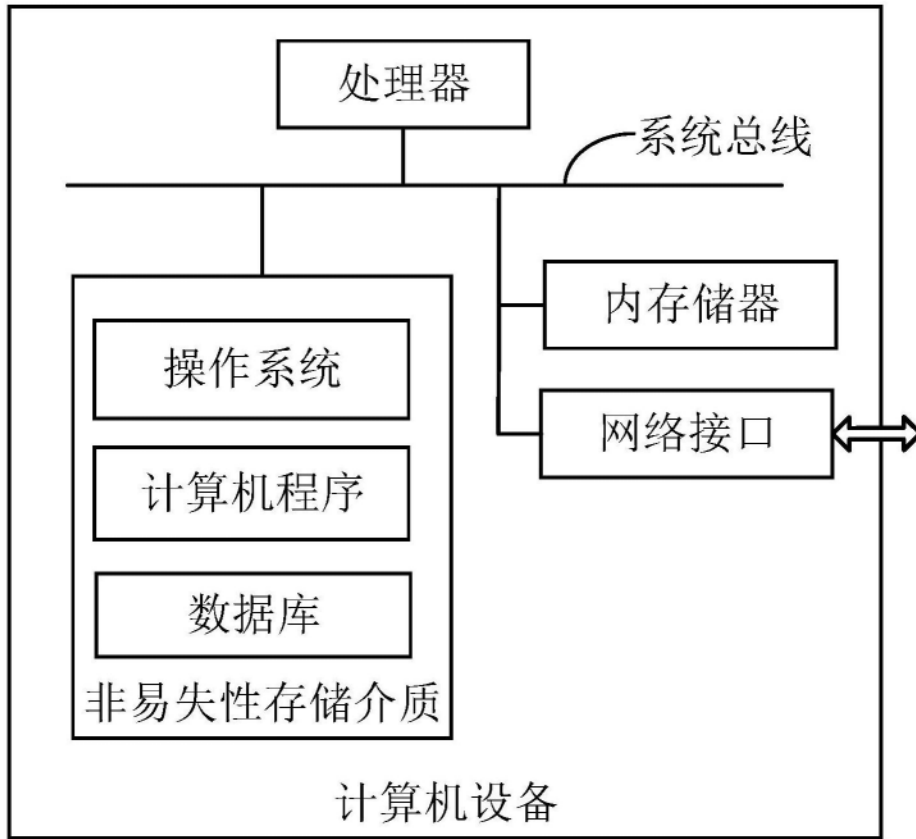 处理器
系统总线
内存储器
操作系统
网络接口
计算机程序
数据库
非易失性存储介质
计算机设备